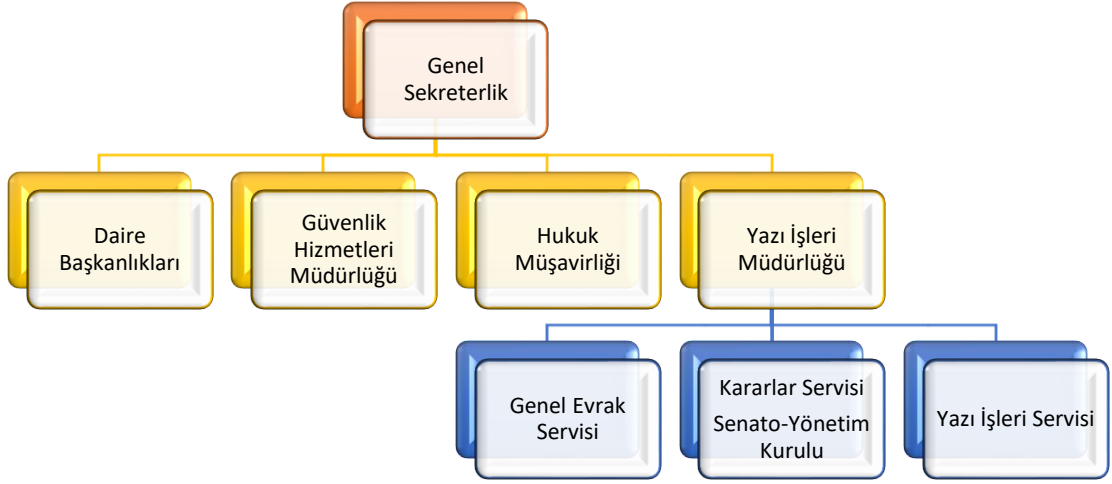 Genel
Sekreterlik
Daire
Başkanlıkları
Güvenlik
Hizmetleri
Müdürlüğü
Hukuk
Müşavirliği
Yazı İşleri
Müdürlüğü
Genel Evrak
Servisi
Kararlar Servisi
Senato-Yönetim
Kurulu
Yazı İşleri Servisi